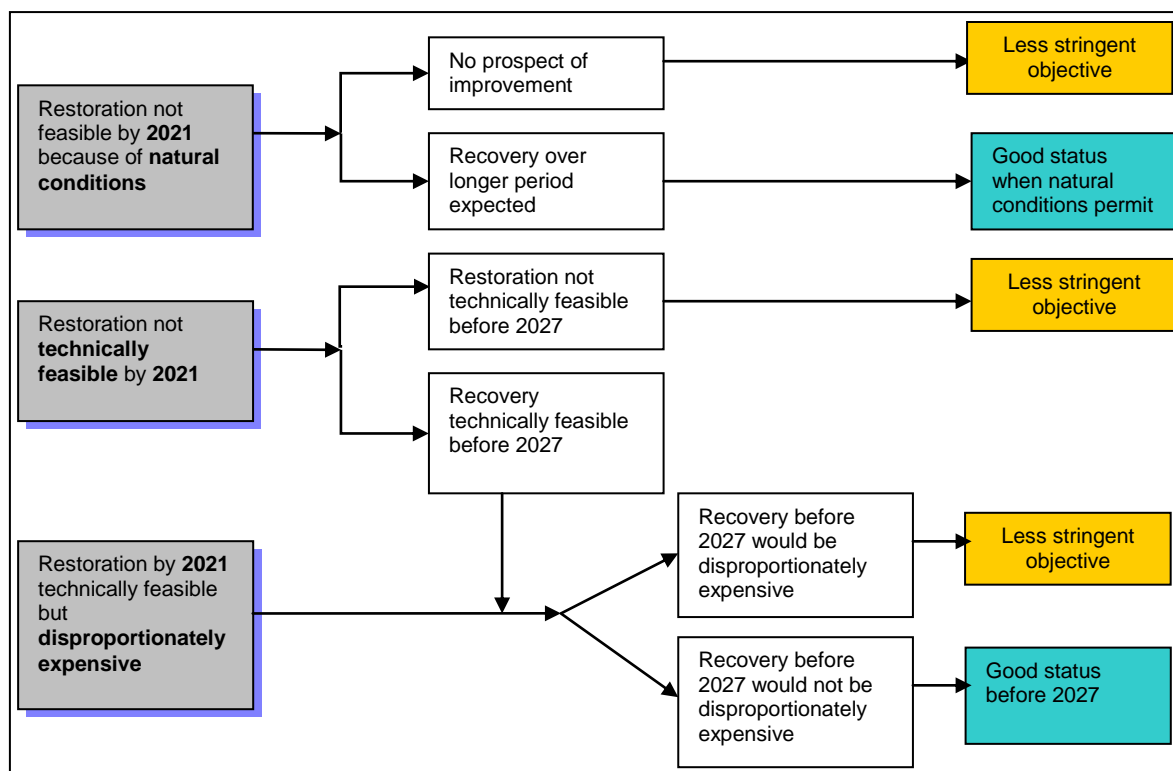 Restoration not
feasible by 2021
because of natural
conditions
No prospect of
improvement
Less stringent
objective
Recovery over
longer period
expected
Good status
when natural
conditions permit
Restoration not
technically
feasible by 2021
Restoration not
technically feasible
before 2027
Less stringent
objective
Recovery
technically feasible
before 2027
Restoration by 2021
technically feasible
but
disproportionately
expensive
Recovery before
2027 would be
disproportionately
expensive
Less stringent
objective
Recovery before
2027 would not be
disproportionately
expensive
Good status
before 2027